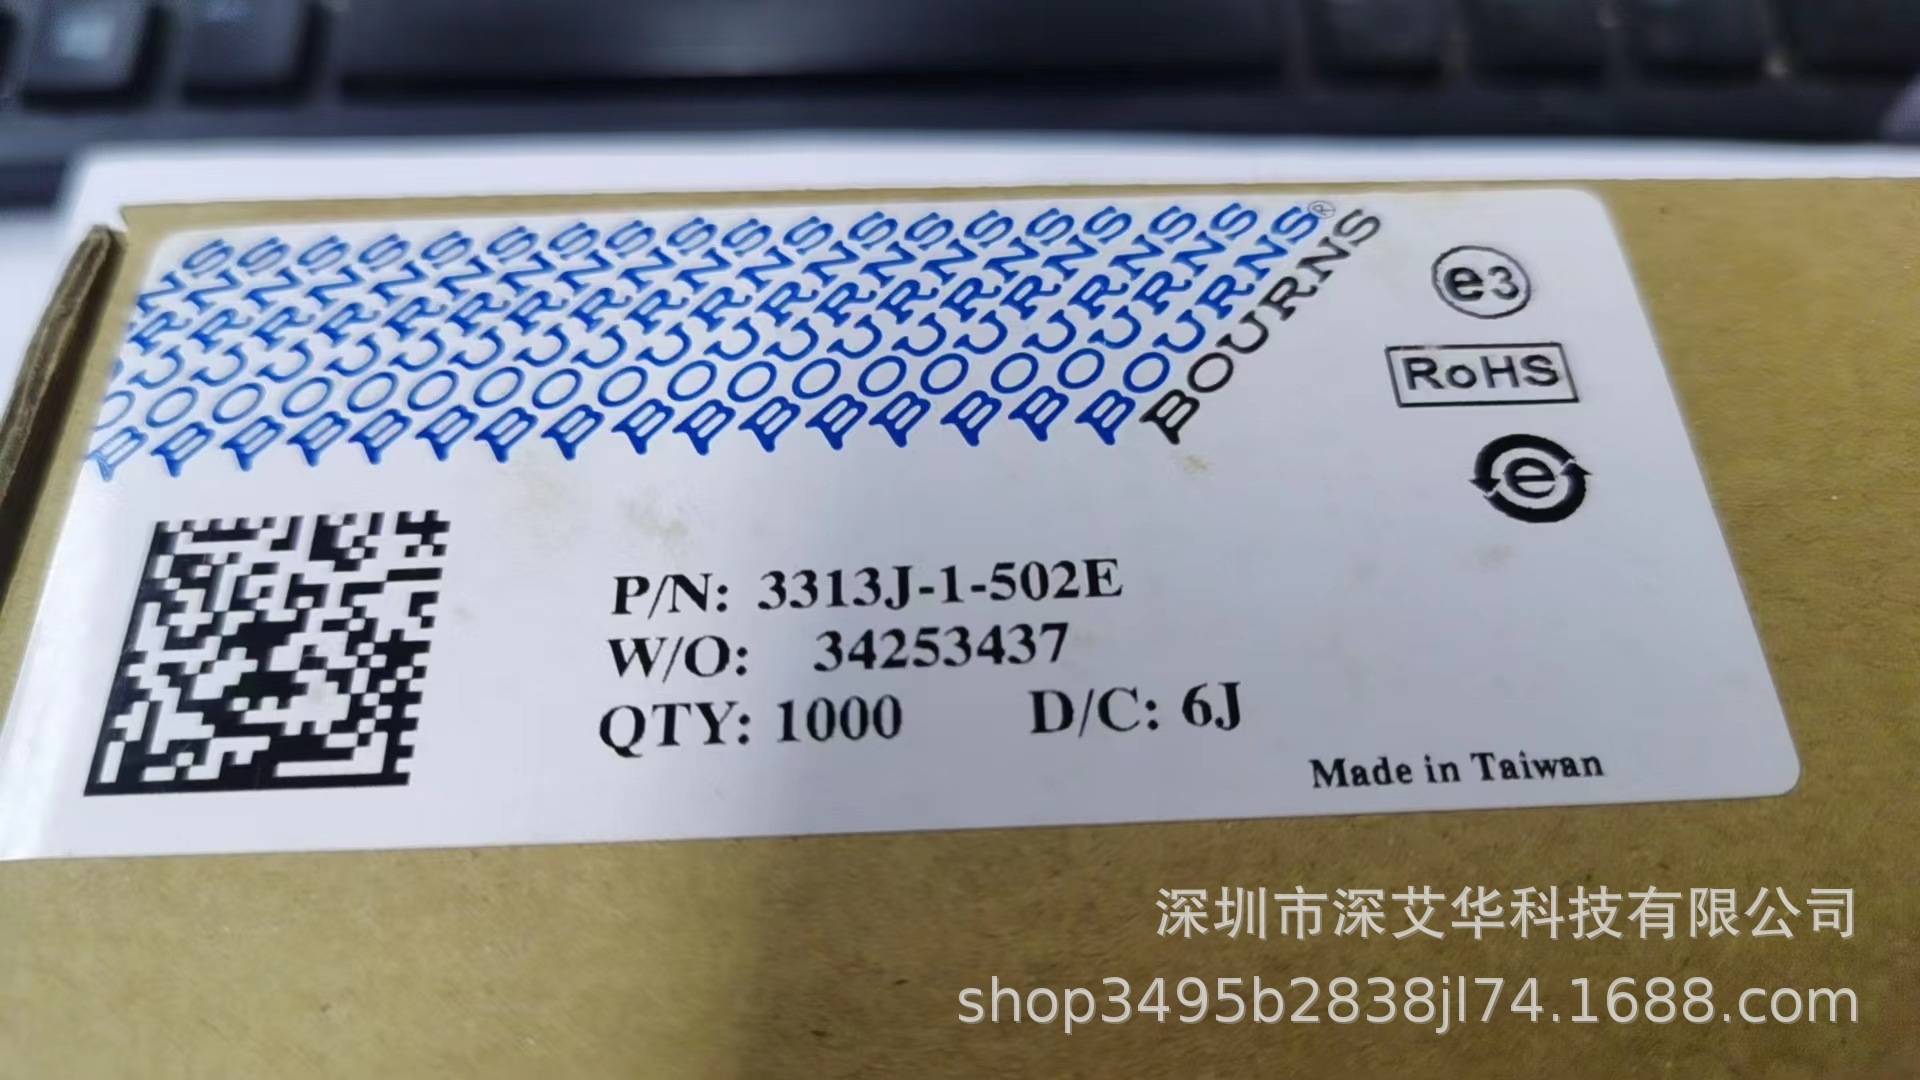 BOURNS®
e3
RoHS
e
P/N: 3313J-1-502E
W/O: 34253437
QTY: 1000 D/C: 6J
Made in Taiwan
深圳市深艾华科技有限公司
shop3495b2838jl74.1688.com